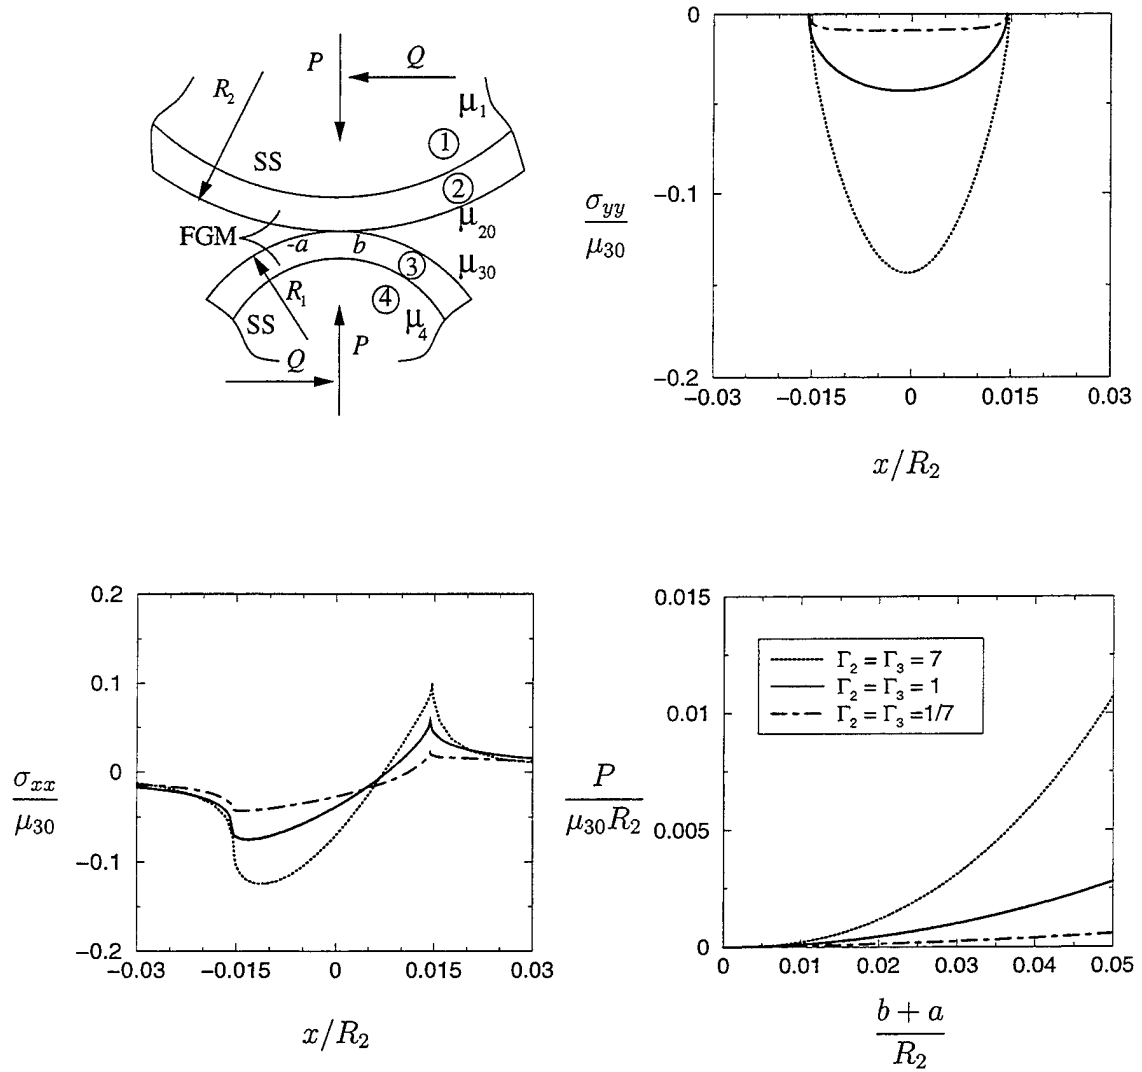 P
Q
R₂
μ₁
1
SS
2
μ₂₀
FGM
-a
b
μ₃₀
3
R₁
4
SS
μ₄
P
Q
0
−0.1
−0.2
σyy
μ₃₀
−0.03
−0.015
0
0.015
0.03
x/R₂
0.2
0.1
0
−0.1
−0.2
σxx
μ₃₀
−0.03
−0.015
0
0.015
0.03
x/R₂
0.015
0.01
0.005
0
P
μ₃₀R₂
Γ₂ = Γ₃ = 7
Γ₂ = Γ₃ = 1
Γ₂ = Γ₃ =1/7
0
0.01
0.02
0.03
0.04
0.05
b + a
R₂